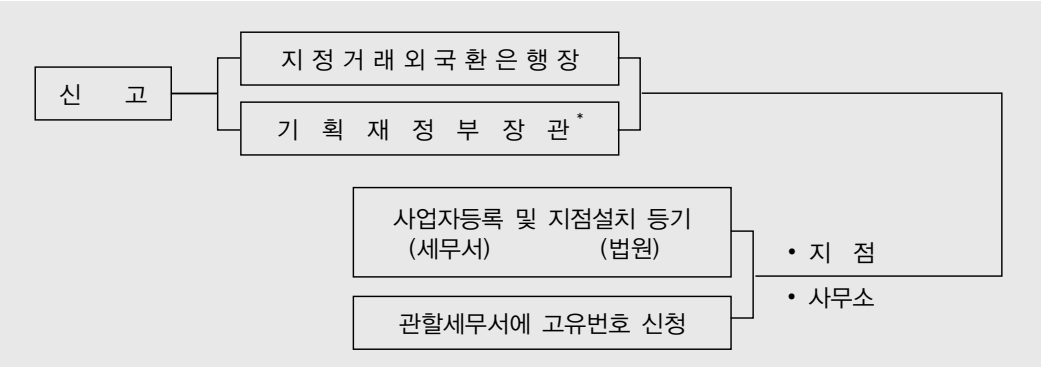 신 고
지정거래외국환은행장
기획재정부장관*
사업자등록 및 지점설치 등기
(세무서) (법원)
관할세무서에 고유번호 신청
• 지 점
• 사무소